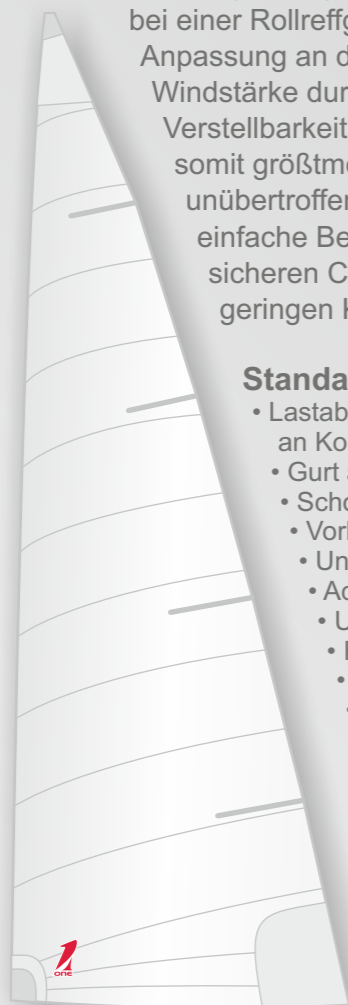 bei einer Rollreffg
Anpassung an d
Windstärke dur
Verstellbarkeit
somit größtm
unübertroffen
einfache Be
sicheren C
geringen
Standa
• Lastab
an Ko
• Gurt
• Scho
• Vorl
• Un
• Ac
• U
•
•
ONE